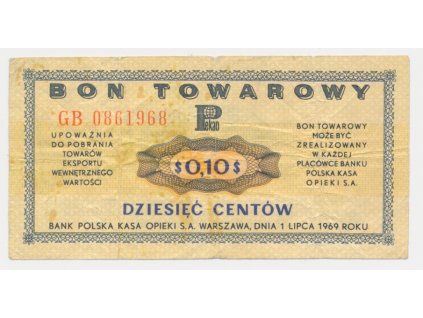 BON TOWAROWY
GB 0861968
Pekao
UPOWAŻNIA
DO POBRANIA
TOWARÓW
EKSPORTU
WEWNĘTRZNEGO
WARTOŚCI
BON TOWAROWY
MOŻE BYĆ
ZREALIZOWANY
W KAŻDEJ
PLACÓWCE BANKU
POLSKA KASA
OPIEKI S.A.
$0,10$
DZIESIĘĆ CENTÓW
BANK POLSKA KASA OPIEKI S.A. WARSZAWA, DNIA 1 LIPCA 1969 ROKU